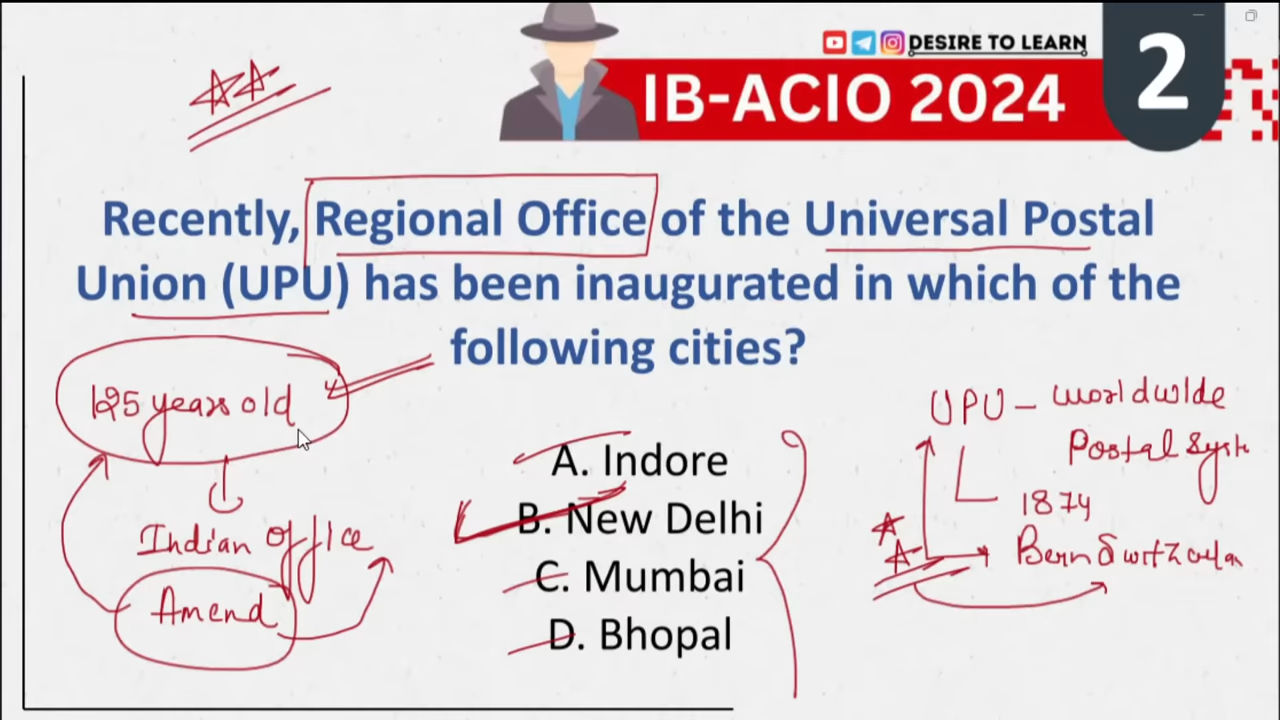 DESIRE TO LEARN
IB-ACIO 2024
2
Recently, Regional Office of the Universal Postal
Union (UPU) has been inaugurated in which of the
following cities?
125 years old
Indian office
Amend
A. Indore
B. New Delhi
C. Mumbai
D. Bhopal
UPU - worldwide
Postal Syste
1874
Bern